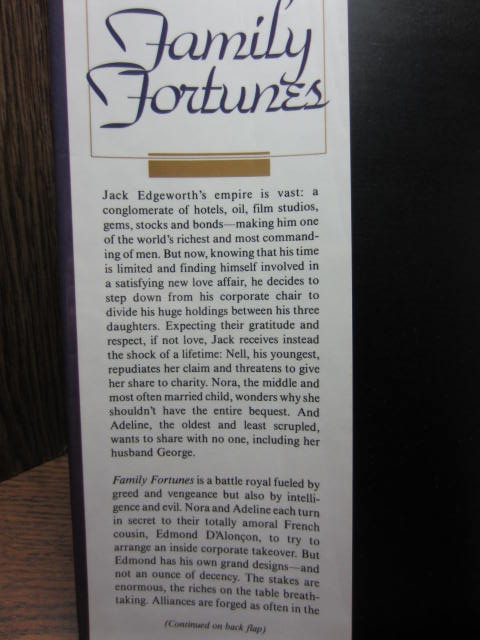 Family
Fortunes
Jack Edgeworth's empire is vast: a
conglomerate of hotels, oil, film studios,
gems, stocks and bonds—making him one
of the world's richest and most command-
ing of men. But now, knowing that his time
is limited and finding himself involved in
a satisfying new love affair, he decides to
step down from his corporate chair to
divide his huge holdings between his three
daughters. Expecting their gratitude and
respect, if not love, Jack receives instead
the shock of a lifetime: Nell, his youngest,
repudiates her claim and threatens to give
her share to charity. Nora, the middle and
most often married child, wonders why she
shouldn't have the entire bequest. And
Adeline, the oldest and least scrupled,
wants to share with no one, including her
husband George.
Family Fortunes is a battle royal fueled by
greed and vengeance but also by intelli-
gence and evil. Nora and Adeline each turn
in secret to their totally amoral French
cousin, Edmond D'Alonçon, to try to
arrange an inside corporate takeover. But
Edmond has his own grand designs—and
not an ounce of decency. The stakes are
enormous, the riches on the table breath-
taking. Alliances are forged as often in the
(Continued on back flap)